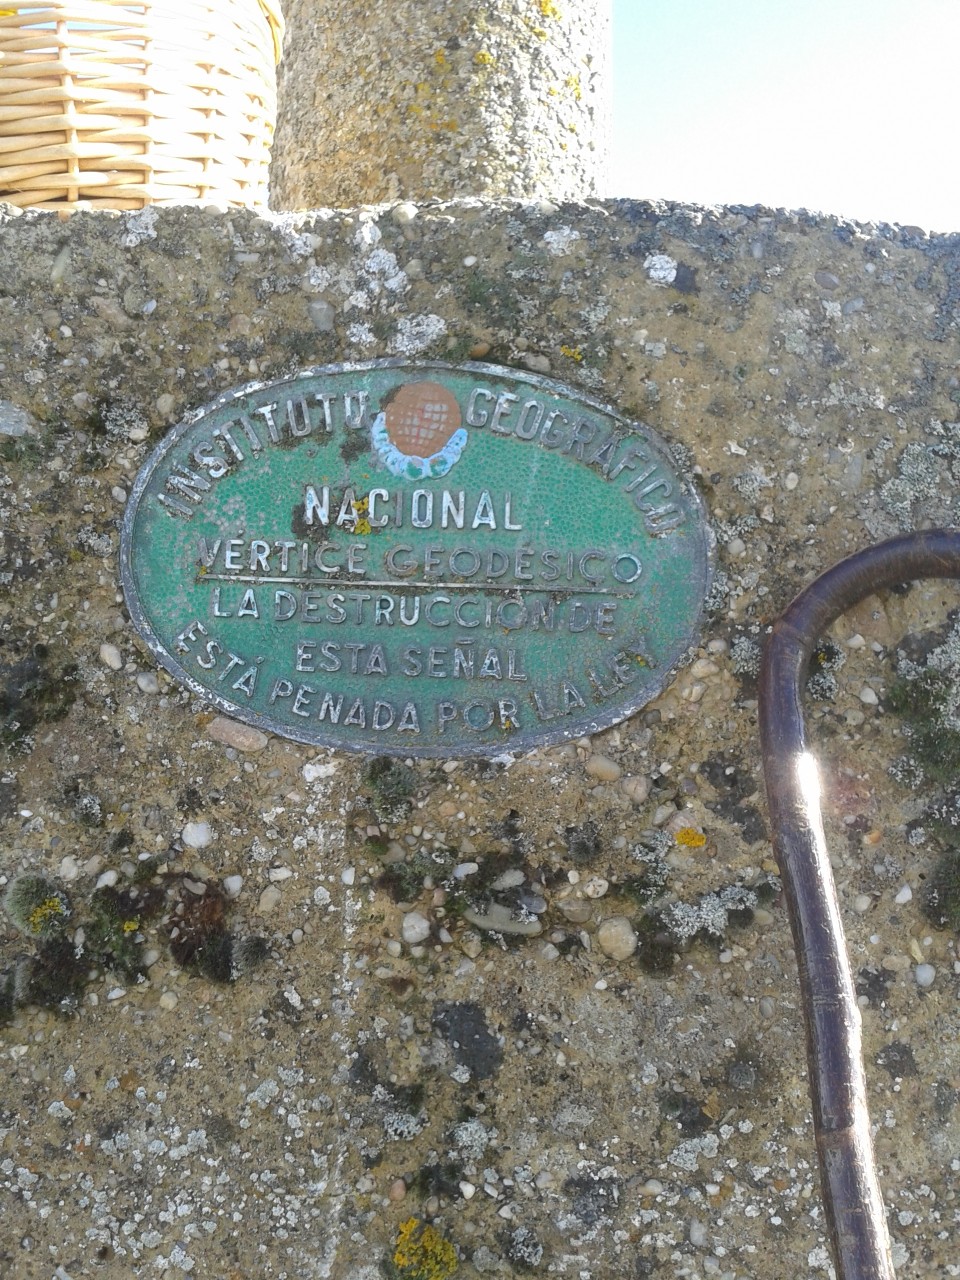 INSTITUTO GEOGRÁFICO
NACIONAL
VÉRTICE GEODÉSICO
LA DESTRUCCIÓN DE
ESTA SEÑAL
ESTÁ PENADA POR LA LEY